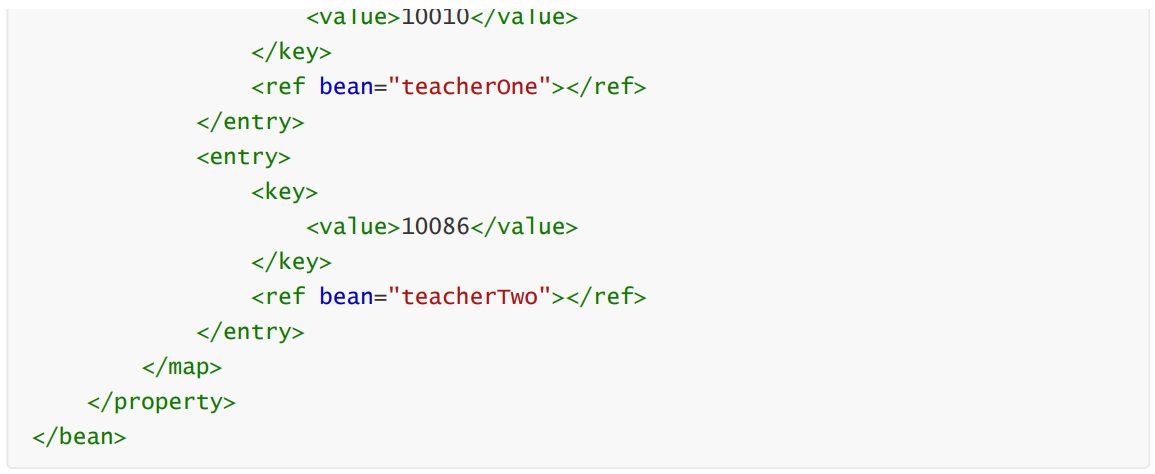 <value>10010</value>
                </key>
                <ref bean="teacherOne"></ref>
            </entry>
            <entry>
                <key>
                    <value>10086</value>
                </key>
                <ref bean="teacherTwo"></ref>
            </entry>
        </map>
    </property>
</bean>